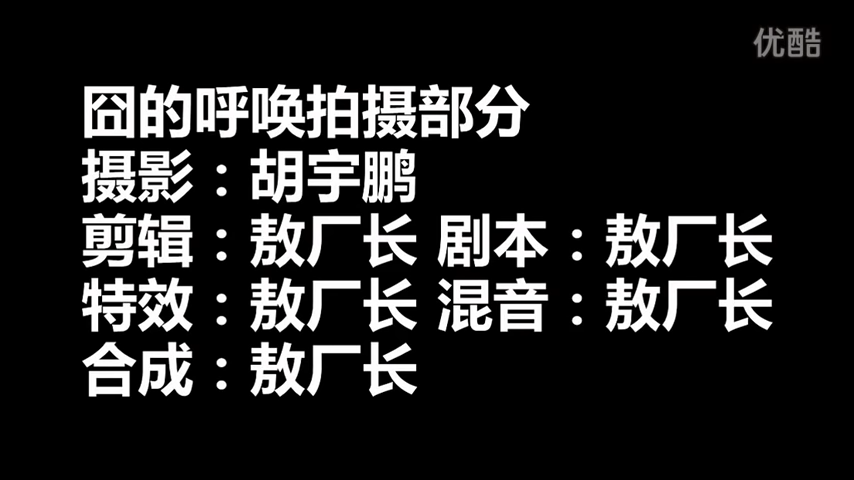 优酷
囧的呼唤拍摄部分
摄影：胡宇鹏
剪辑：敖厂长 剧本：敖厂长
特效：敖厂长 混音：敖厂长
合成：敖厂长